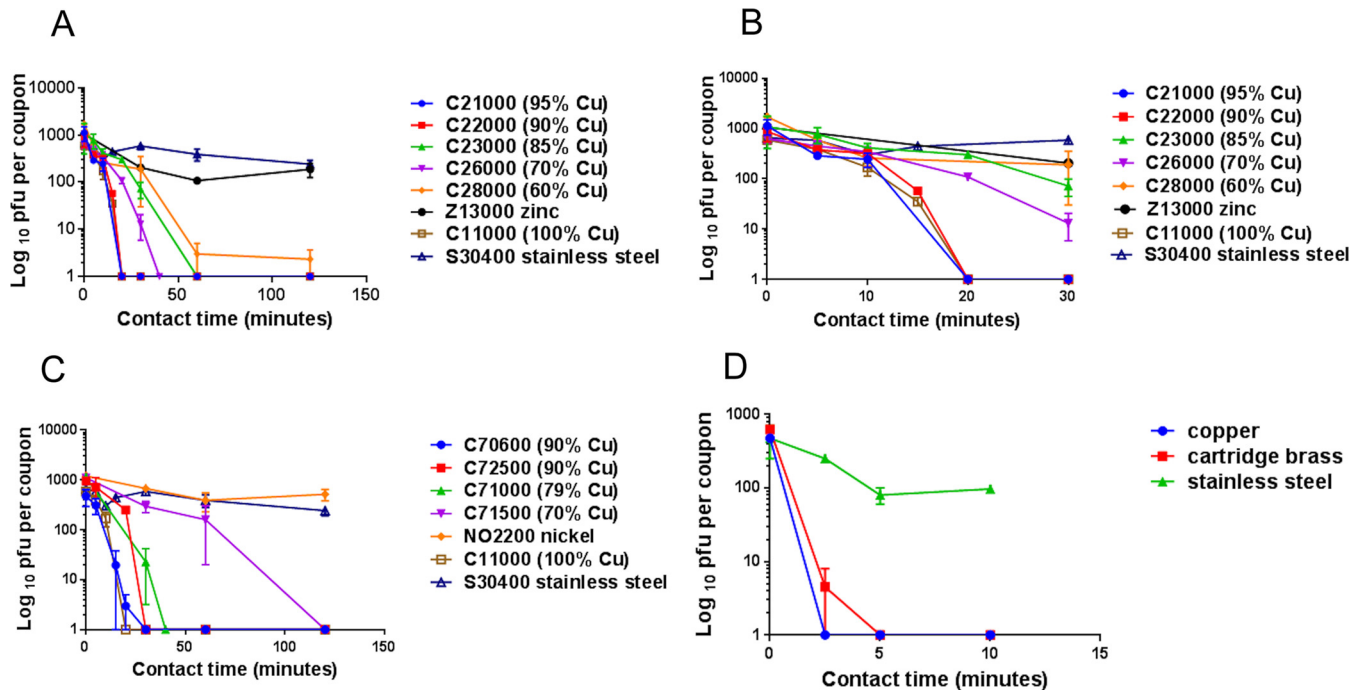 A
Log 10 pfu per coupon
10000
1000
100
10
1
0
50
100
150
Contact time (minutes)
C21000 (95% Cu)
C22000 (90% Cu)
C23000 (85% Cu)
C26000 (70% Cu)
C28000 (60% Cu)
Z13000 zinc
C11000 (100% Cu)
S30400 stainless steel
B
Log 10 pfu per coupon
10000
1000
100
10
1
0
10
20
30
Contact time (minutes)
C21000 (95% Cu)
C22000 (90% Cu)
C23000 (85% Cu)
C26000 (70% Cu)
C28000 (60% Cu)
Z13000 zinc
C11000 (100% Cu)
S30400 stainless steel
C
Log 10 pfu per coupon
10000
1000
100
10
1
0
50
100
150
Contact time (minutes)
C70600 (90% Cu)
C72500 (90% Cu)
C71000 (79% Cu)
C71500 (70% Cu)
NO2200 nickel
C11000 (100% Cu)
S30400 stainless steel
D
Log 10 pfu per coupon
1000
100
10
1
0
5
10
15
Contact time (minutes)
copper
cartridge brass
stainless steel